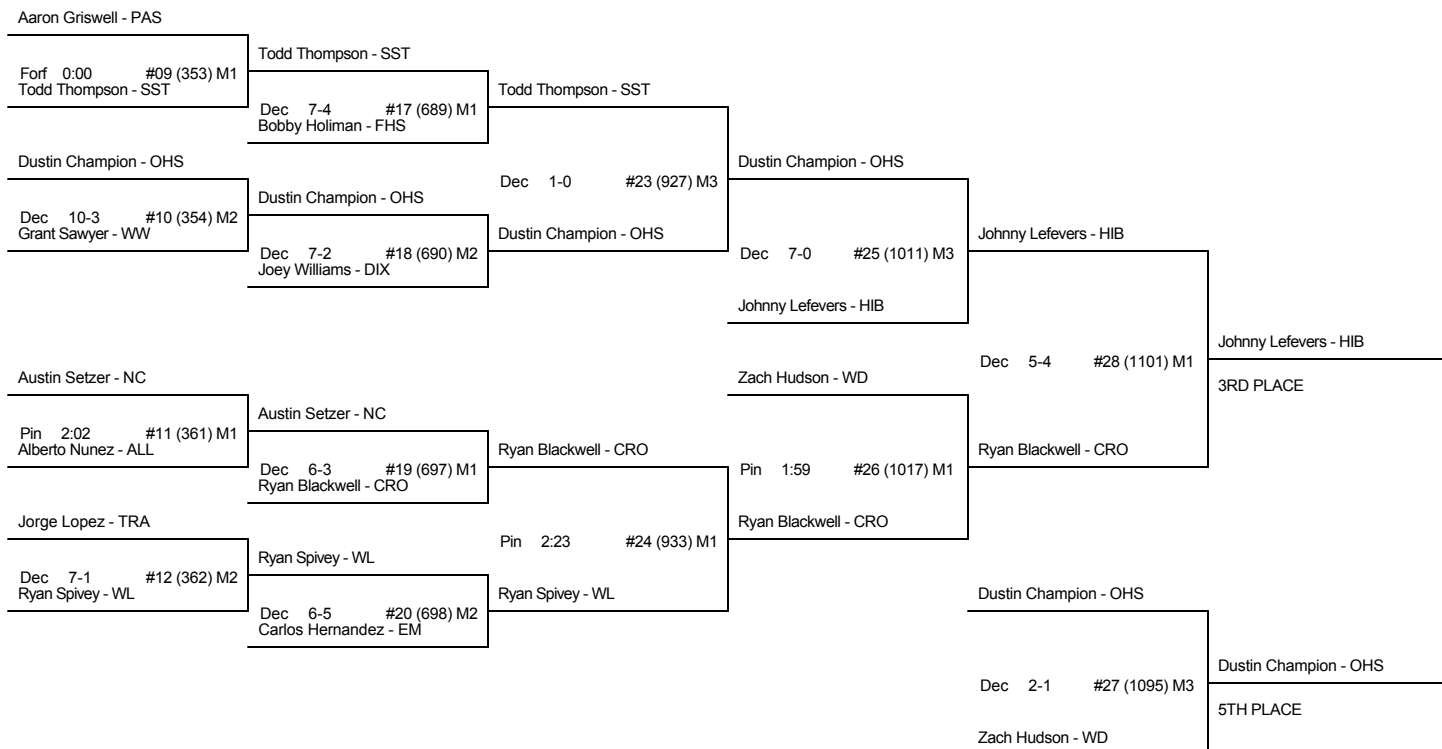 Aaron Griswell - PAS
Forf 0:00 #09 (353) M1
Todd Thompson - SST
Dustin Champion - OHS
Dec 10-3 #10 (354) M2
Grant Sawyer - WW
Austin Setzer - NC
Pin 2:02 #11 (361) M1
Alberto Nunez - ALL
Jorge Lopez - TRA
Dec 7-1 #12 (362) M2
Ryan Spivey - WL
Todd Thompson - SST
Dec 7-4 #17 (689) M1
Bobby Holiman - FHS
Dustin Champion - OHS
Dec 7-2 #18 (690) M2
Joey Williams - DIX
Austin Setzer - NC
Dec 6-3 #19 (697) M1
Ryan Blackwell - CRO
Ryan Spivey - WL
Dec 6-5 #20 (698) M2
Carlos Hernandez - EM
Todd Thompson - SST
Dec 1-0 #23 (927) M3
Dustin Champion - OHS
Ryan Blackwell - CRO
Pin 2:23 #24 (933) M1
Ryan Spivey - WL
Dustin Champion - OHS
Dec 7-0 #25 (1011) M3
Johnny Lefevers - HIB
Zach Hudson - WD
Pin 1:59 #26 (1017) M1
Ryan Blackwell - CRO
Johnny Lefevers - HIB
Dec 5-4 #28 (1101) M1
Ryan Blackwell - CRO
Dustin Champion - OHS
Dec 2-1 #27 (1095) M3
Zach Hudson - WD
Johnny Lefevers - HIB
3RD PLACE
Dustin Champion - OHS
5TH PLACE